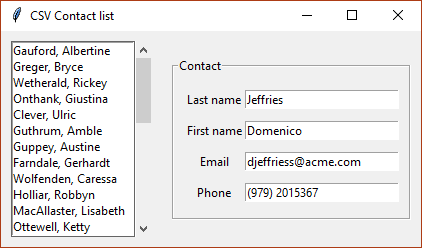 CSV Contact list
Gauford, Albertine
Greger, Bryce
Wetherald, Rickey
Onthank, Giustina
Clever, Ulric
Guthrum, Amble
Guppey, Austine
Farndale, Gerhardt
Wolfenden, Caressa
Holliar, Robbyn
MacAllaster, Lisabeth
Ottewell, Ketty
Contact
Last name Jeffries
First name Domenico
Email djeffriess@acme.com
Phone (979) 2015367